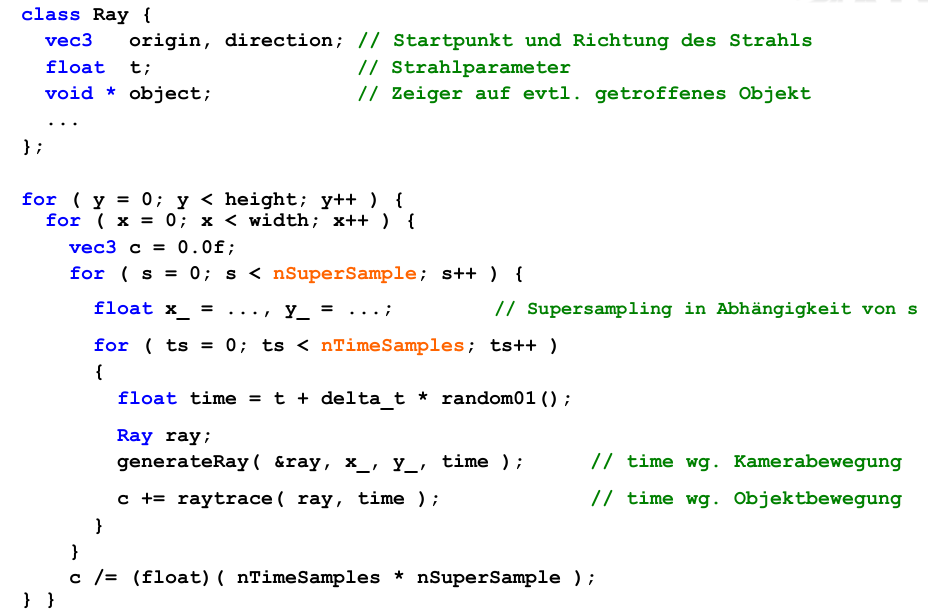 class Ray {
  vec3   origin, direction; // Startpunkt und Richtung des Strahls
  float  t;                 // Strahlparameter
  void * object;            // Zeiger auf evtl. getroffenes Objekt
  ...
};
for ( y = 0; y < height; y++ ) {
  for ( x = 0; x < width; x++ ) {
    vec3 c = 0.0f;
    for ( s = 0; s < nSuperSample; s++ ) {
      float x_ = ..., y_ = ...;         // Supersampling in Abhängigkeit von s
      for ( ts = 0; ts < nTimeSamples; ts++ )
      {
        float time = t + delta_t * random01();
        Ray ray;
        generateRay( &ray, x_, y_, time );      // time wg. Kamerabewegung
        c += raytrace( ray, time );             // time wg. Objektbewegung
      }
    }
    c /= (float)( nTimeSamples * nSuperSample );
} }